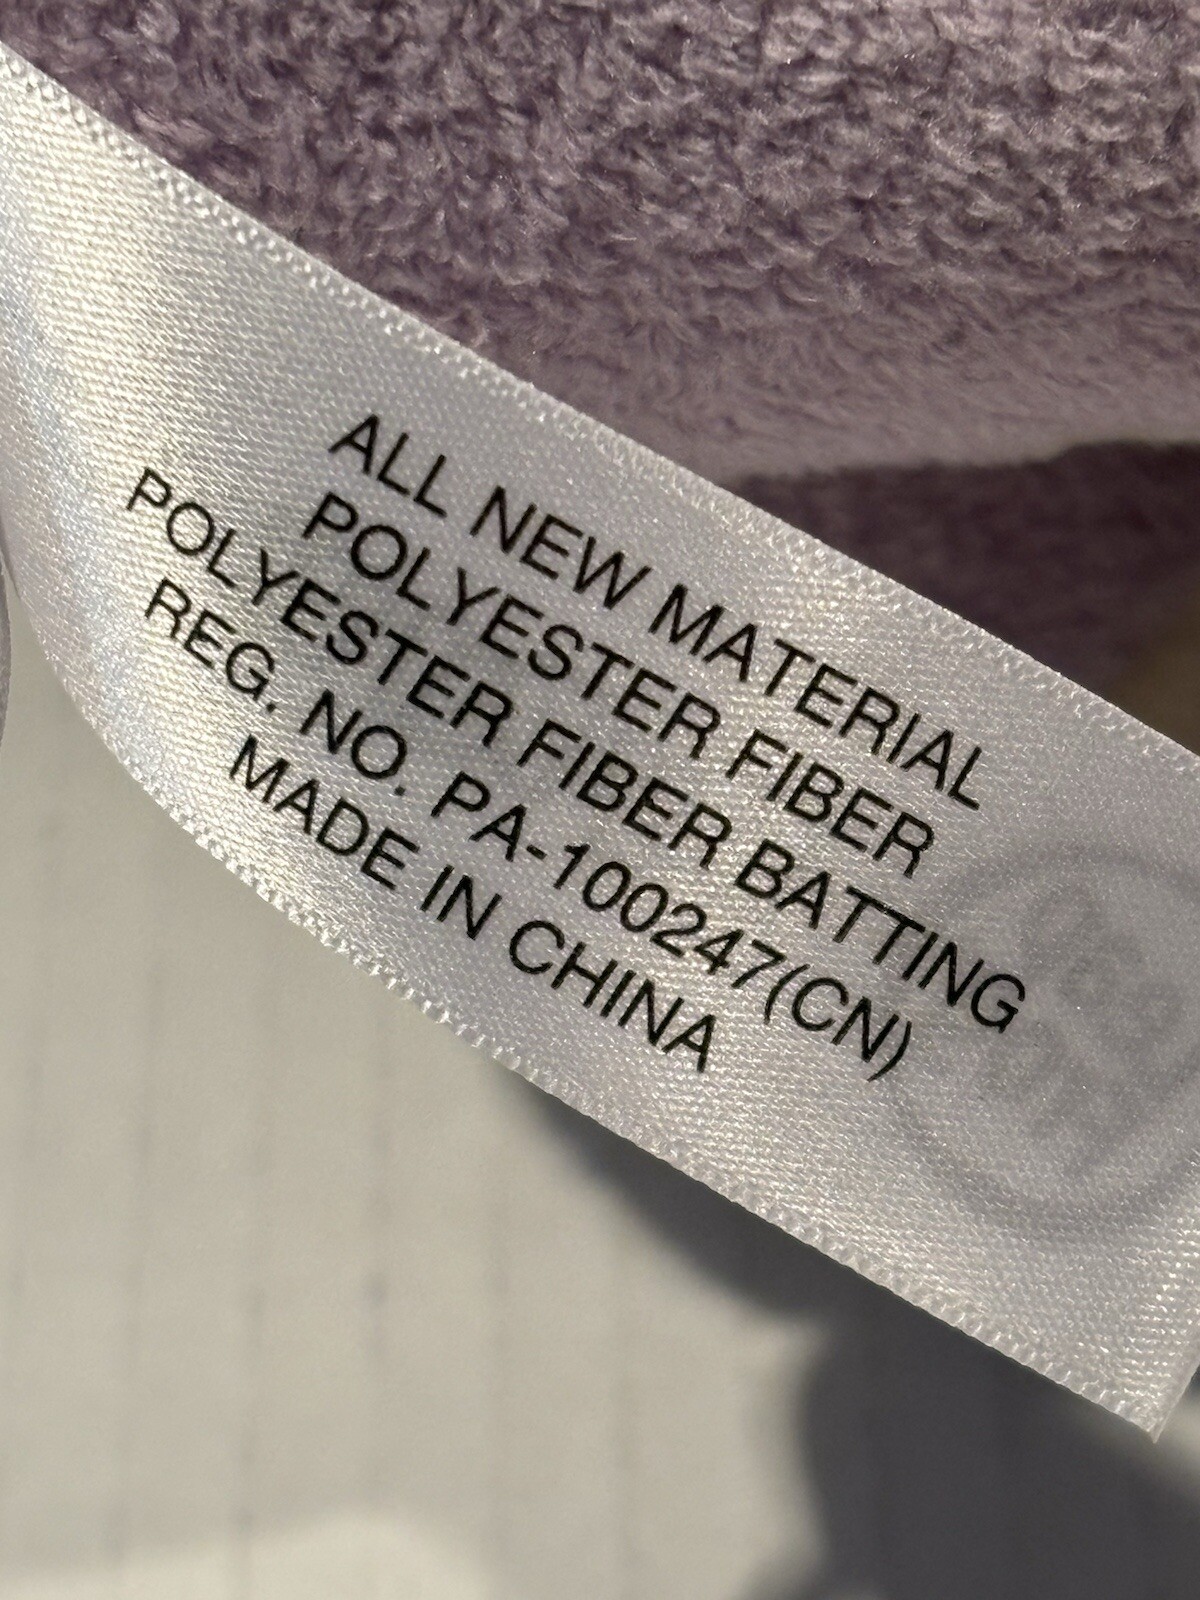 ALL NEW MATERIAL
POLYESTER FIBER
POLYESTER FIBER BATTING
REG. NO. PA-100247(CN)
MADE IN CHINA